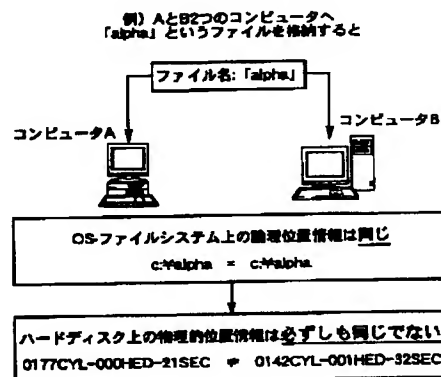 例）AとB2つのコンピュータへ
「alpha」というファイルを格納すると
ファイル名:「alpha」
コンピュータA
コンピュータB
OS-ファイルシステム上の論理位置情報は同じ
c:¥alpha = c:¥alpha
ハードディスク上の物理的位置情報は必ずしも同じでない
0177CYL-000HED-21SEC ≠ 0142CYL-001HED-32SEC